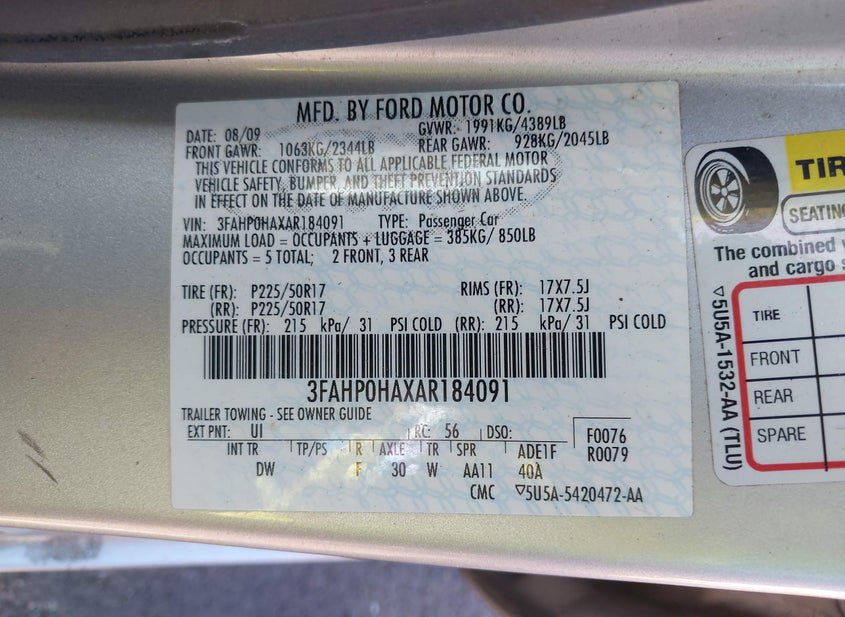 MFD. BY FORD MOTOR CO.
DATE: 08/09 GVWR: 1991KG/4389LB
FRONT GAWR: 1063KG/2344LB REAR GAWR: 928KG/2045LB
THIS VEHICLE CONFORMS TO ALL APPLICABLE FEDERAL MOTOR
VEHICLE SAFETY, BUMPER, AND THEFT PREVENTION STANDARDS
IN EFFECT ON THE DATE OF MANUFACTURE SHOWN ABOVE.
VIN: 3FAHP0HAXAR184091 TYPE: Passenger Car
MAXIMUM LOAD = OCCUPANTS + LUGGAGE = 385KG/ 850LB
OCCUPANTS = 5 TOTAL; 2 FRONT, 3 REAR
TIRE (FR): P225/50R17 RIMS (FR): 17X7.5J
(RR): P225/50R17 (RR): 17X7.5J
PRESSURE (FR): 215 kPa/ 31 PSI COLD (RR): 215 kPa/ 31 PSI COLD
3FAHP0HAXAR184091
TRAILER TOWING - SEE OWNER GUIDE
EXT PNT: UI RC: 56 DSO: F0076
INT TR TP/PS R AXLE TR SPR ADE1F R0079
DW F 30 W AA11 40A
CMC ▽5U5A-5420472-AA
TIR
SEATING
The combined
and cargo
TIRE
FRONT
REAR
SPARE
▽5U5A-1532-AA (TLU)